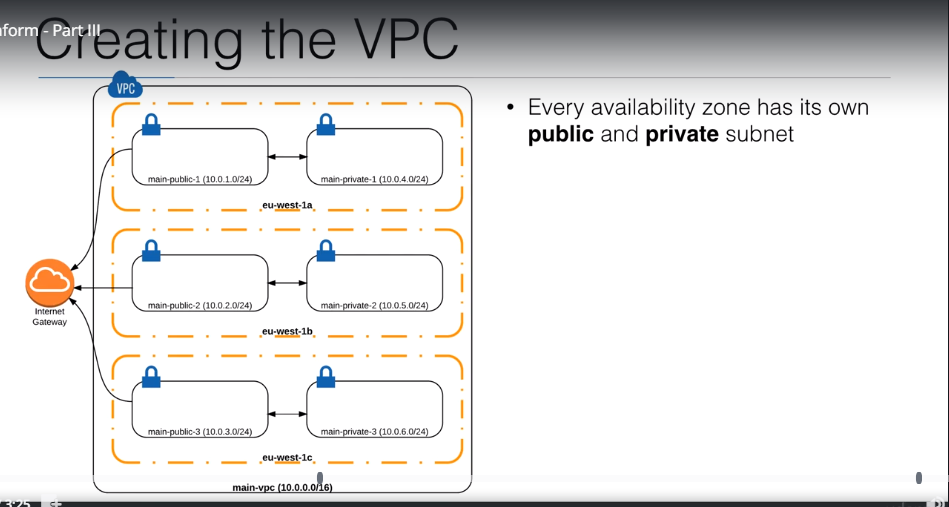 nform - Part III
Creating the VPC
VPC
• Every availability zone has its own
public and private subnet
main-public-1 (10.0.1.0/24)
main-private-1 (10.0.4.0/24)
eu-west-1a
main-public-2 (10.0.2.0/24)
main-private-2 (10.0.5.0/24)
eu-west-1b
Internet
Gateway
main-public-3 (10.0.3.0/24)
main-private-3 (10.0.6.0/24)
eu-west-1c
main-vpc (10.0.0.0/16)
3:25